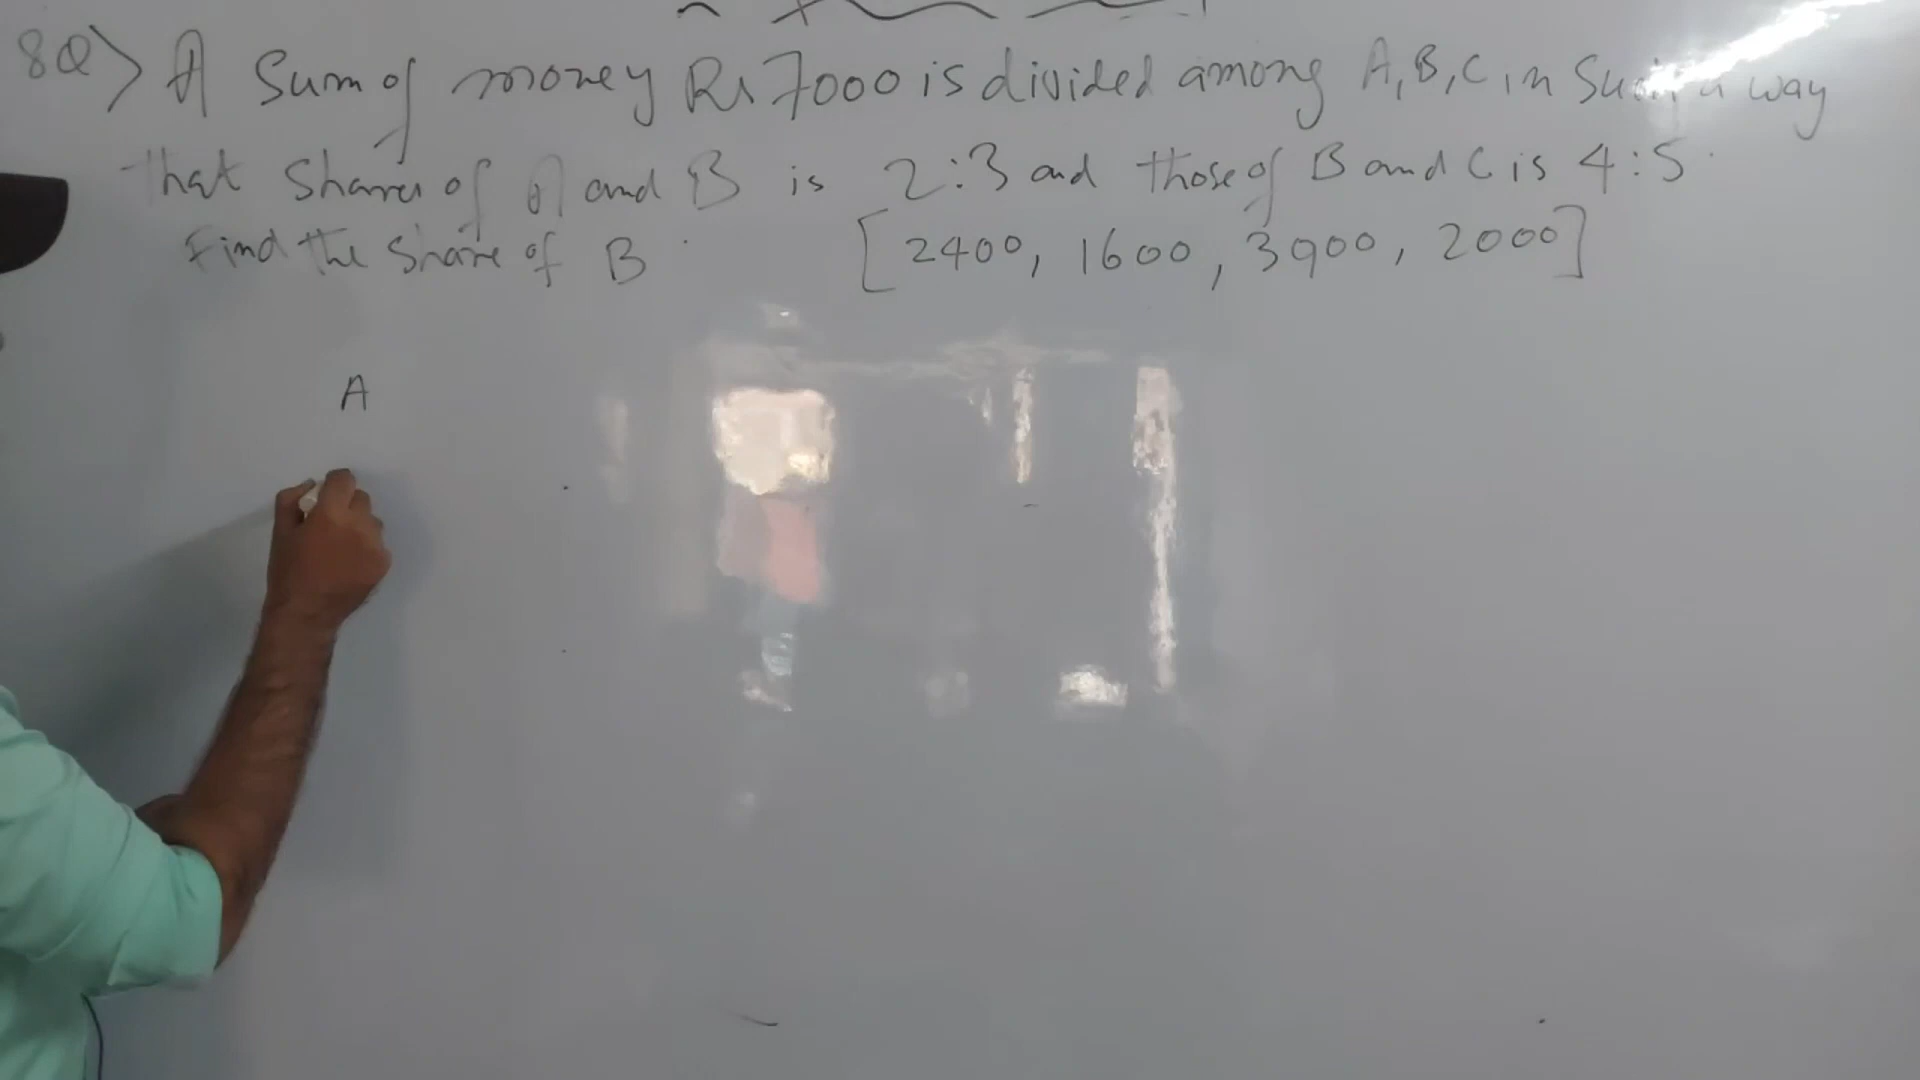 8Q> A Sum of money Rs 7000 is divided among A, B, C, in Such a way
that Shares of A and B is 2:3 and those of B and C is 4:5.
Find the Share of B. [2400, 1600, 3900, 2000]
A